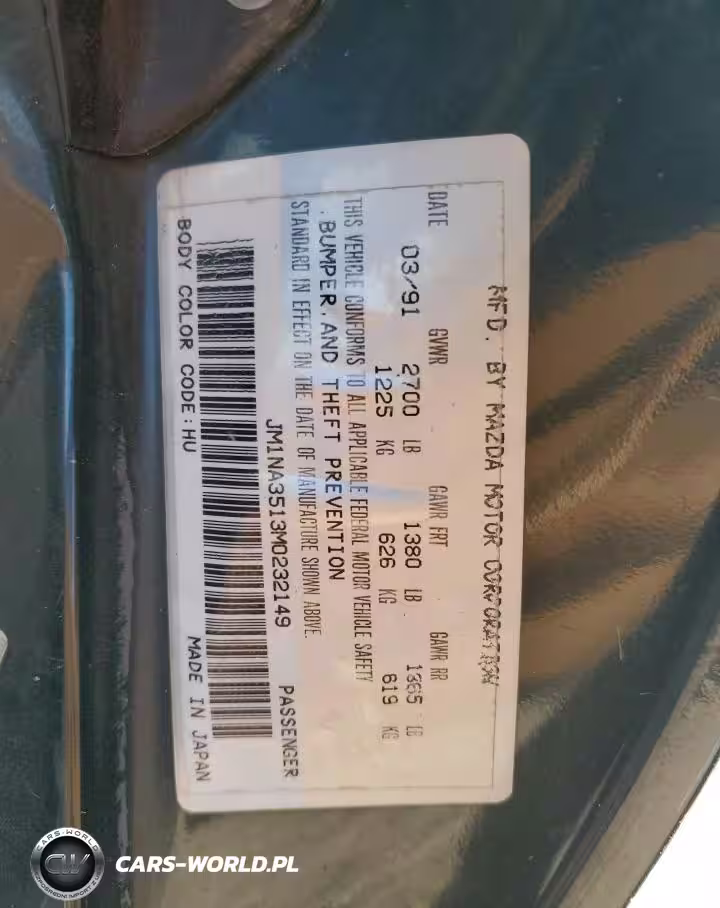 MFD. BY MAZDA MOTOR CORPORATION
DATE GVWR GAWR FRT GAWR RR
03/91 2700 LB 1380 LB 1365 LB
1225 KG 626 KG 619 KG
THIS VEHICLE CONFORMS TO ALL APPLICABLE FEDERAL MOTOR VEHICLE SAFETY
BUMPER, AND THEFT PREVENTION
STANDARD IN EFFECT ON THE DATE OF MANUFACTURE SHOWN ABOVE.
JM1NA3513M0232149 PASSENGER
BODY COLOR CODE:HU MADE IN JAPAN
CARS-WORLD
CW
CARS-WORLD.PL